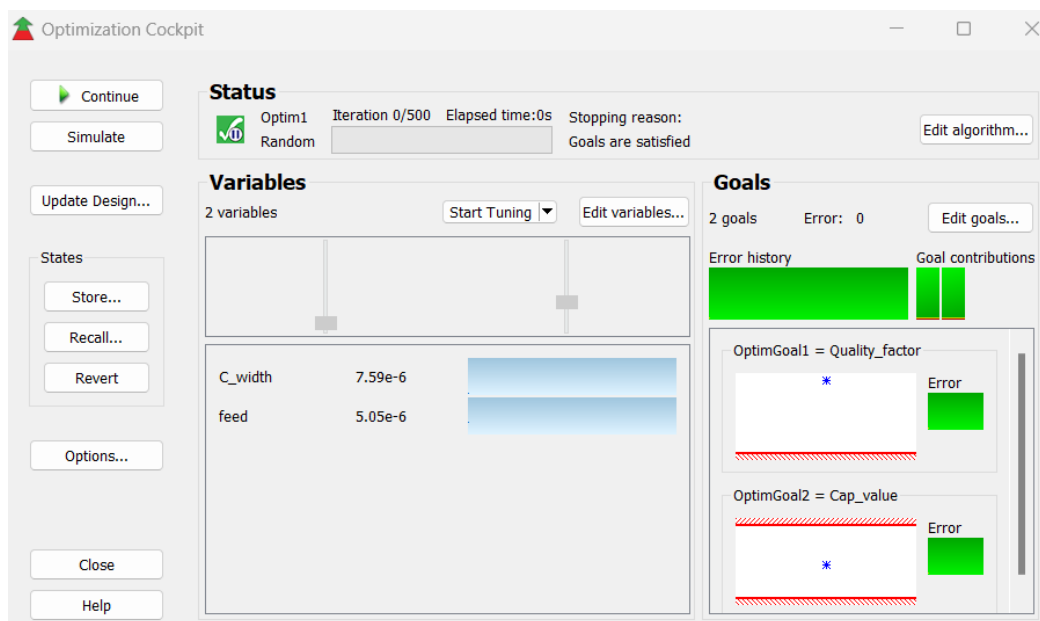 Optimization Cockpit
Continue
Simulate
Update Design...
States
Store...
Recall...
Revert
Options...
Close
Help
Status
Optim1
Random
Iteration 0/500 Elapsed time:0s
Stopping reason:
Goals are satisfied
Edit algorithm...
Variables
2 variables
Start Tuning
Edit variables...
C_width 7.59e-6
feed 5.05e-6
Goals
2 goals Error: 0
Edit goals...
Error history Goal contributions
OptimGoal1 = Quality_factor
Error
OptimGoal2 = Cap_value
Error